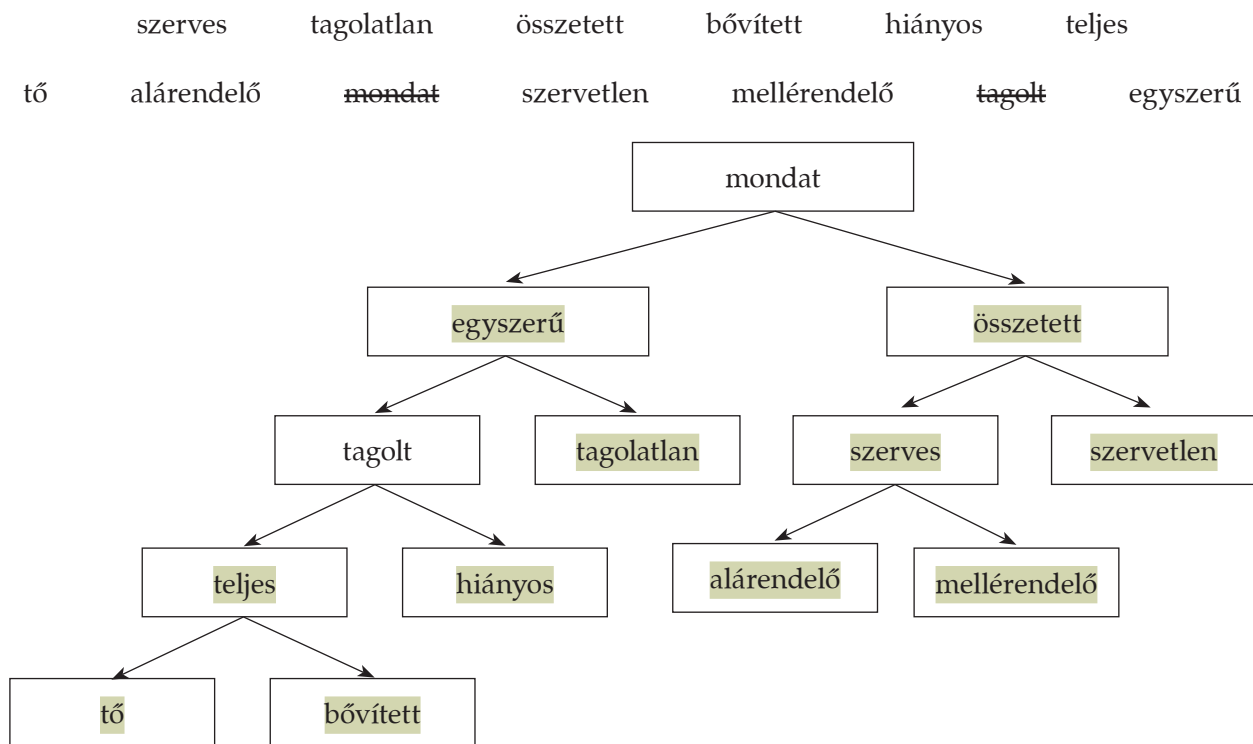 szerves tagolatlan összetett bővített hiányos teljes
tő alárendelő mondat szervetlen mellérendelő tagolt egyszerű
mondat
egyszerű összetett
tagolt tagolatlan szerves szervetlen
teljes hiányos alárendelő mellérendelő
tő bővített